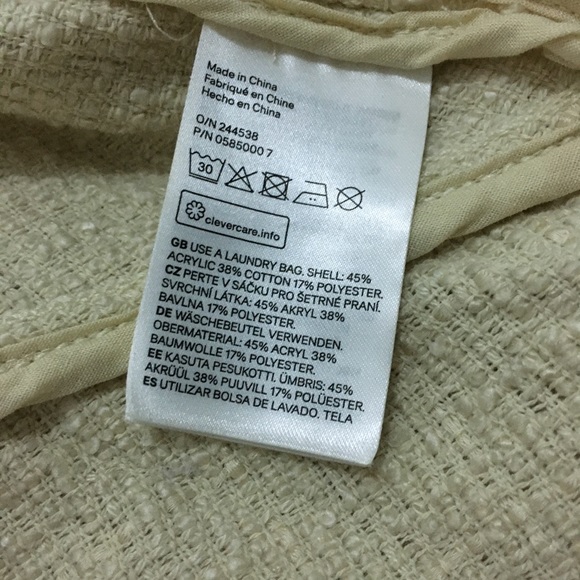 Made in China
Fabriqué en Chine
Hecho en China
O/N 244538
P/N 0585000 7
30
clevercare.info
GB USE A LAUNDRY BAG. SHELL: 45%
ACRYLIC 38% COTTON 17% POLYESTER.
CZ PERTE V SÁČKU PRO ŠETRNÉ PRANÍ.
SVRCHNÍ LÁTKA: 45% AKRYL 38%
BAVLNA 17% POLYESTER.
DE WÄSCHEBEUTEL VERWENDEN.
OBERMATERIAL: 45% ACRYL 38%
BAUMWOLLE 17% POLYESTER.
EE KASUTA PESUKOTTI. ÜMBRIS: 45%
AKRÜÜL 38% PUUVILL 17% POLÜESTER.
ES UTILIZAR BOLSA DE LAVADO. TELA